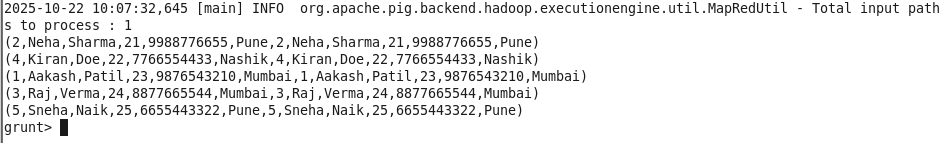 2025-10-22 10:07:32,645 [main] INFO  org.apache.pig.backend.hadoop.executionengine.util.MapRedUtil - Total input path
s to process : 1
(2,Neha,Sharma,21,9988776655,Pune,2,Neha,Sharma,21,9988776655,Pune)
(4,Kiran,Doe,22,7766554433,Nashik,4,Kiran,Doe,22,7766554433,Nashik)
(1,Aakash,Patil,23,9876543210,Mumbai,1,Aakash,Patil,23,9876543210,Mumbai)
(3,Raj,Verma,24,8877665544,Mumbai,3,Raj,Verma,24,8877665544,Mumbai)
(5,Sneha,Naik,25,6655443322,Pune,5,Sneha,Naik,25,6655443322,Pune)
grunt>